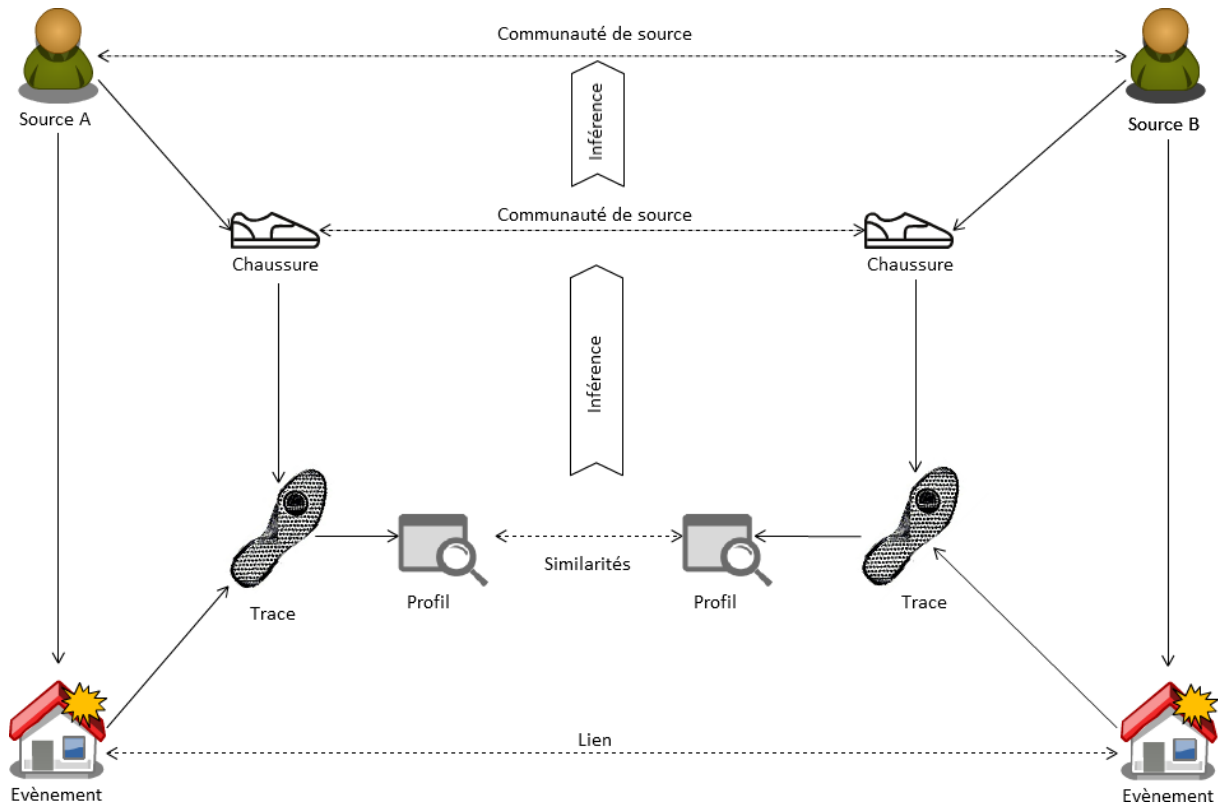 Communauté de source
Source A
Source B
Inférence
Communauté de source
Chaussure
Chaussure
Inférence
Similarités
Profil
Profil
Trace
Trace
Lien
Evènement
Evènement